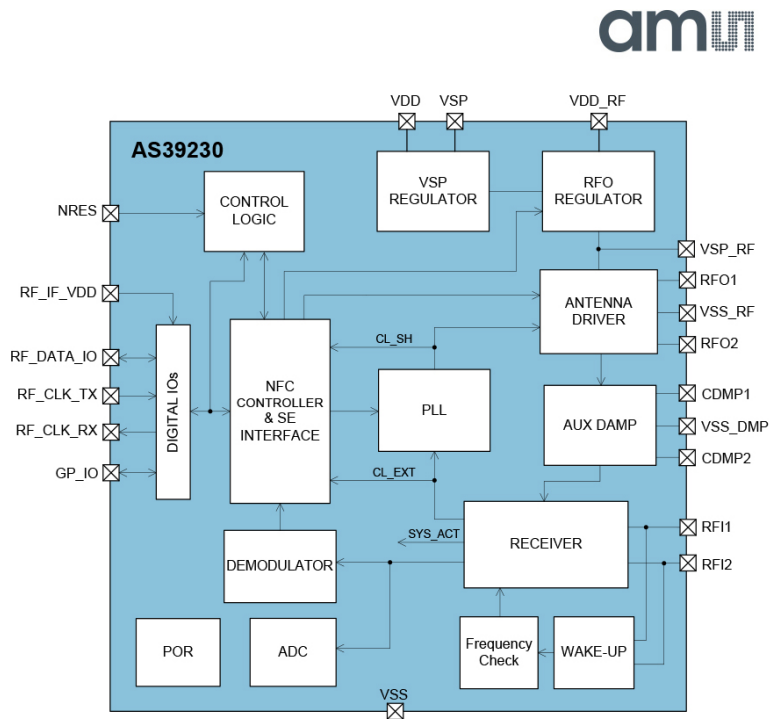 amu
VDD VSP VDD_RF
AS39230
VSP
REGULATOR
RFO
REGULATOR
CONTROL
LOGIC
NRES
VSP_RF
RFO1
RF_IF_VDD
ANTENNA
DRIVER
VSS_RF
RFO2
CL_SH
RF_DATA_IO
DIGITAL IOs
NFC
CONTROLLER
& SE
INTERFACE
PLL
RF_CLK_TX
CDMP1
AUX DAMP
VSS_DMP
RF_CLK_RX
CDMP2
GP_IO
CL_EXT
RFI1
SYS_ACT
RECEIVER
RFI2
DEMODULATOR
POR
ADC
Frequency
Check
WAKE-UP
VSS